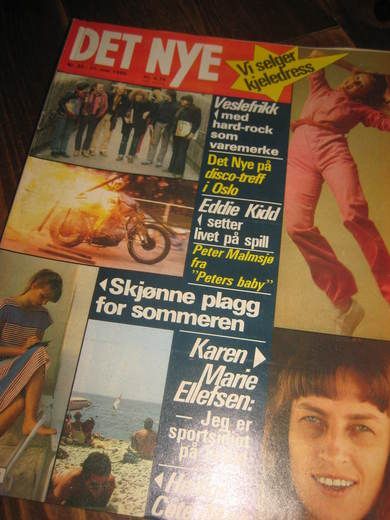 DET NYE
Vi selger
kjeledress
Veslefrikk
med
hard-rock
som
varemerke
Det Nye på
disco-treff
i Oslo
Eddie Kidd
setter
livet på spill
Peter Malmsjø
fra
"Peters baby"
Skjønne plagg
for sommeren
Karen
Marie
Ellefsen:
— Jeg er
på